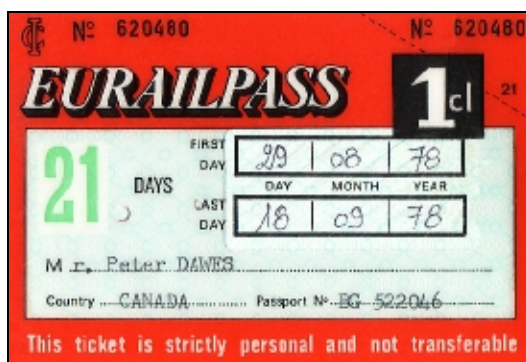 Nº 620480 Nº 620480
EURAILPASS 1 cl 21
21 DAYS
FIRST DAY 29 08 78
DAY MONTH YEAR
LAST DAY 18 09 78
Mr. Peter DAWES
Country CANADA Passport Nº EG 522046
This ticket is strictly personal and not transferable